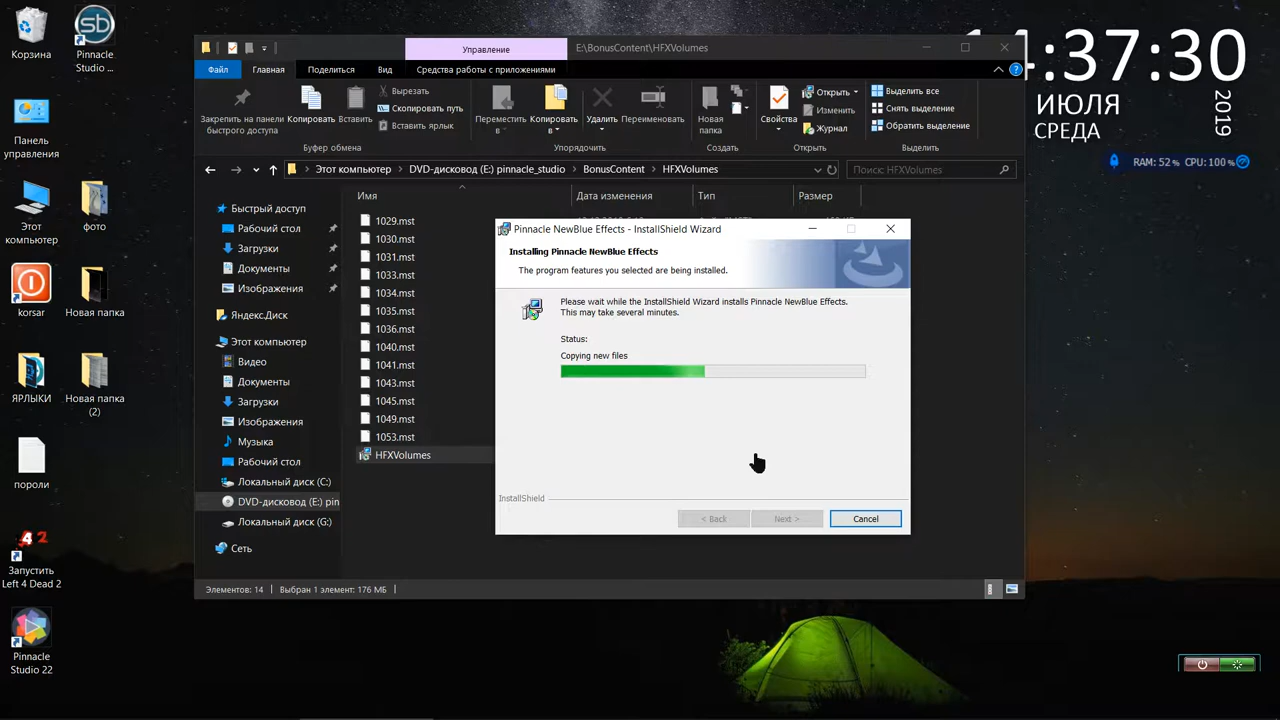 Корзина
Pinnacle
Studio ...
Панель
управления
Этот
компьютер
фото
korsar
Новая папка
ЯРЛЫКИ
Новая папка
(2)
пороли
Запустить
Left 4 Dead 2
Pinnacle
Studio 22
Управление
E:\BonusContent\HFXVolumes
Файл
Главная
Поделиться
Вид
Средства работы с приложениями
Закрепить на панели
быстрого доступа
Копировать
Вставить
Вырезать
Скопировать путь
Вставить ярлык
Буфер обмена
Переместить
в
Копировать
в
Удалить
Переименовать
Упорядочить
Новая
папка
Создать
Свойства
Открыть
Изменить
Журнал
Открыть
Выделить все
Снять выделение
Обратить выделение
Выделить
Этот компьютер
DVD-дисковод (E:) pinnacle_studio
BonusContent
HFXVolumes
Поиск: HFXVolumes
Быстрый доступ
Рабочий стол
Загрузки
Документы
Изображения
Яндекс.Диск
Этот компьютер
Видео
Документы
Загрузки
Изображения
Музыка
Рабочий стол
Локальный диск (C:)
DVD-дисковод (E:) pin
Локальный диск (G:)
Сеть
Имя
Дата изменения
Тип
Размер
1029.mst
1030.mst
1031.mst
1033.mst
1034.mst
1035.mst
1036.mst
1040.mst
1041.mst
1043.mst
1045.mst
1049.mst
1053.mst
HFXVolumes
Элементов: 14
Выбран 1 элемент: 176 МБ
Pinnacle NewBlue Effects - InstallShield Wizard
Installing Pinnacle NewBlue Effects
The program features you selected are being installed.
Please wait while the InstallShield Wizard installs Pinnacle NewBlue Effects.
This may take several minutes.
Status:
Copying new files
InstallShield
< Back
Next >
Cancel
:37:30
ИЮЛЯ
СРЕДА
2019
RAM: 52% CPU: 100%